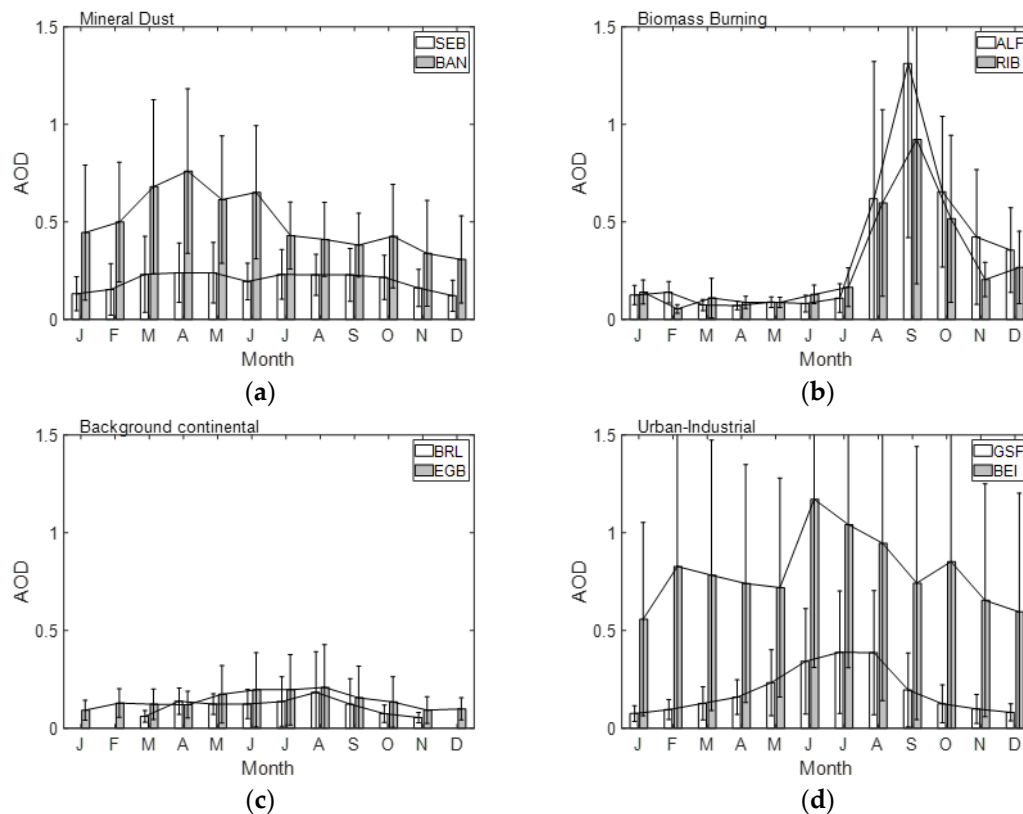 Mineral Dust
1.5
1
0.5
0
AOD
SEB
BAN
J F M A M J J A S O N D
Month
(a)
Biomass Burning
1.5
1
0.5
0
AOD
ALF
RIB
J F M A M J J A S O N D
Month
(b)
Background continental
1.5
1
0.5
0
AOD
BRL
EGB
J F M A M J J A S O N D
Month
(c)
Urban-Industrial
1.5
1
0.5
0
AOD
GSF
BEI
J F M A M J J A S O N D
Month
(d)